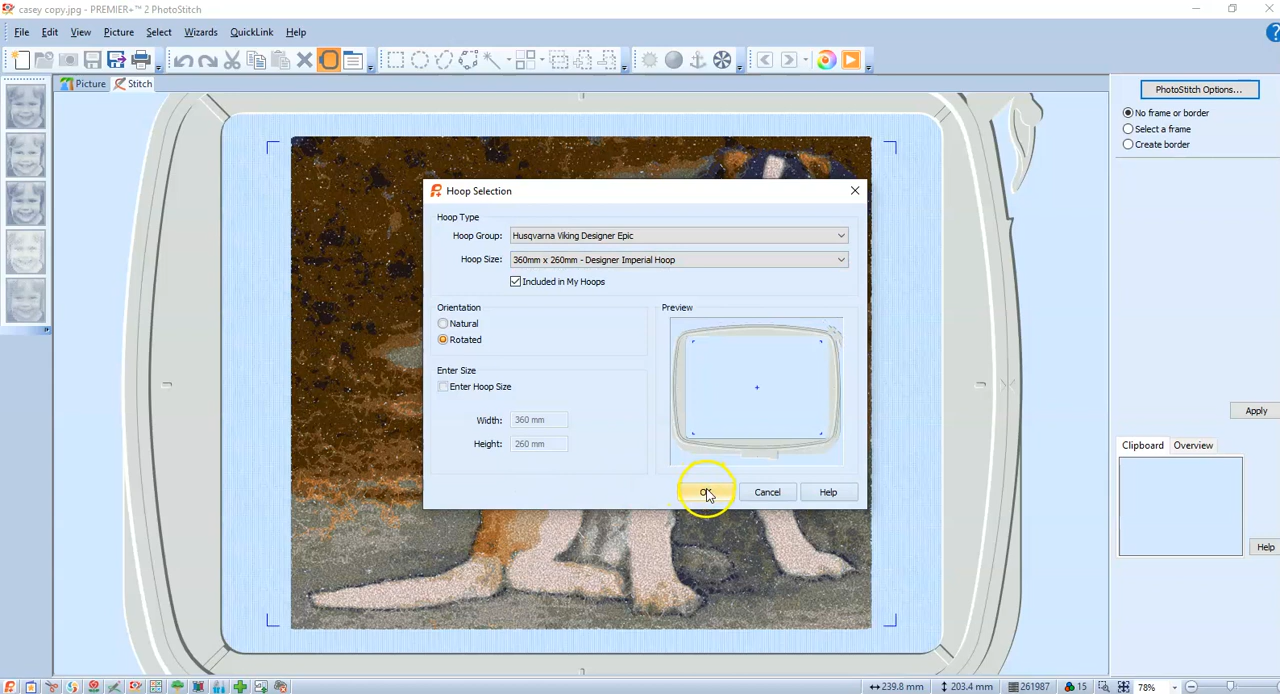 casey copy.jpg - PREMIER+™ 2 PhotoStitch
File Edit View Picture Select Wizards QuickLink Help
Picture Stitch
PhotoStitch Options...
No frame or border
Select a frame
Create border
Hoop Selection
Hoop Type
Hoop Group: Husqvarna Viking Designer Epic
Hoop Size: 360mm x 260mm - Designer Imperial Hoop
Included in My Hoops
Orientation
Natural
Rotated
Preview
Enter Size
Enter Hoop Size
Width: 360 mm
Height: 260 mm
OK Cancel Help
Apply
Clipboard Overview
Help
239.8 mm 203.4 mm 261987 15 78%